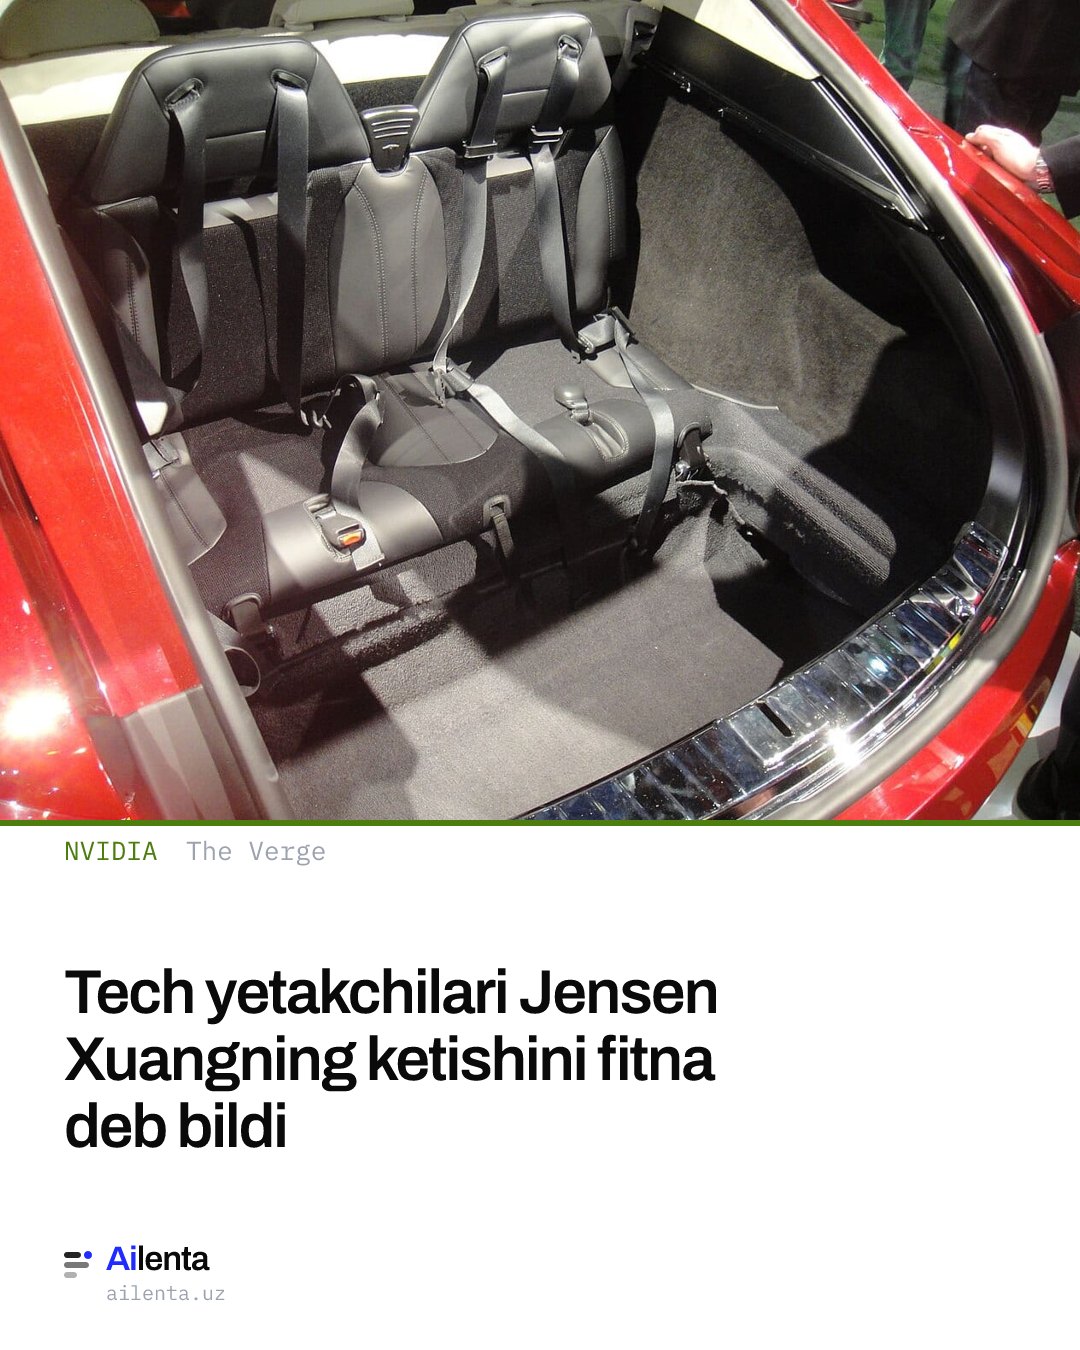 NVIDIA The Verge
Tech yetakchilari Jensen
Xuangning ketishini fitna
deb bildi
Ailenta
ailenta.uz